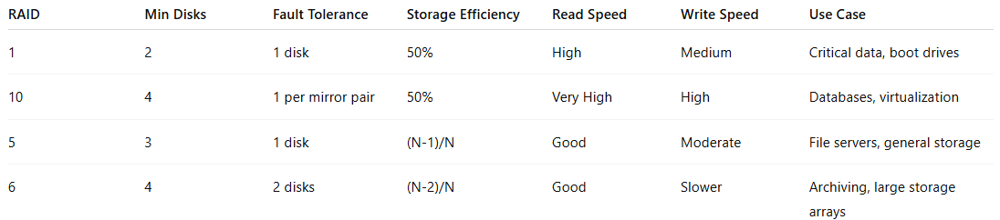 RAID Min Disks Fault Tolerance Storage Efficiency Read Speed Write Speed Use Case
1 2 1 disk 50% High Medium Critical data, boot drives
10 4 1 per mirror pair 50% Very High High Databases, virtualization
5 3 1 disk (N-1)/N Good Moderate File servers, general storage
6 4 2 disks (N-2)/N Good Slower Archiving, large storage
arrays